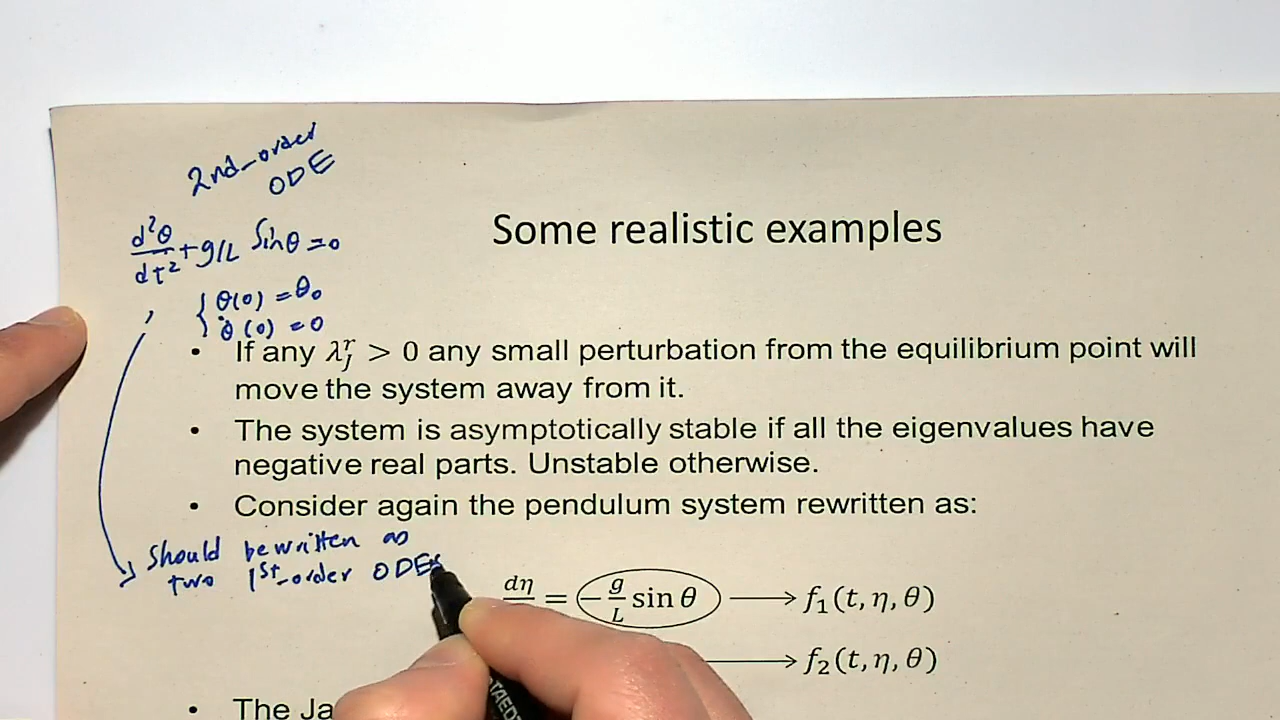 2nd-order
ODE
d²θ/dt² + g/L Sinθ = 0
,
{ θ(0) = θ₀
θ̇(0) = 0
Some realistic examples
• If any λⱼʳ > 0 any small perturbation from the equilibrium point will
move the system away from it.
• The system is asymptotically stable if all the eigenvalues have
negative real parts. Unstable otherwise.
• Consider again the pendulum system rewritten as:
Should be written as
two 1st-order ODEs
dη = −g/L sin θ ⟶ f₁(t, η, θ)
⟶ f₂(t, η, θ)
• The Ja